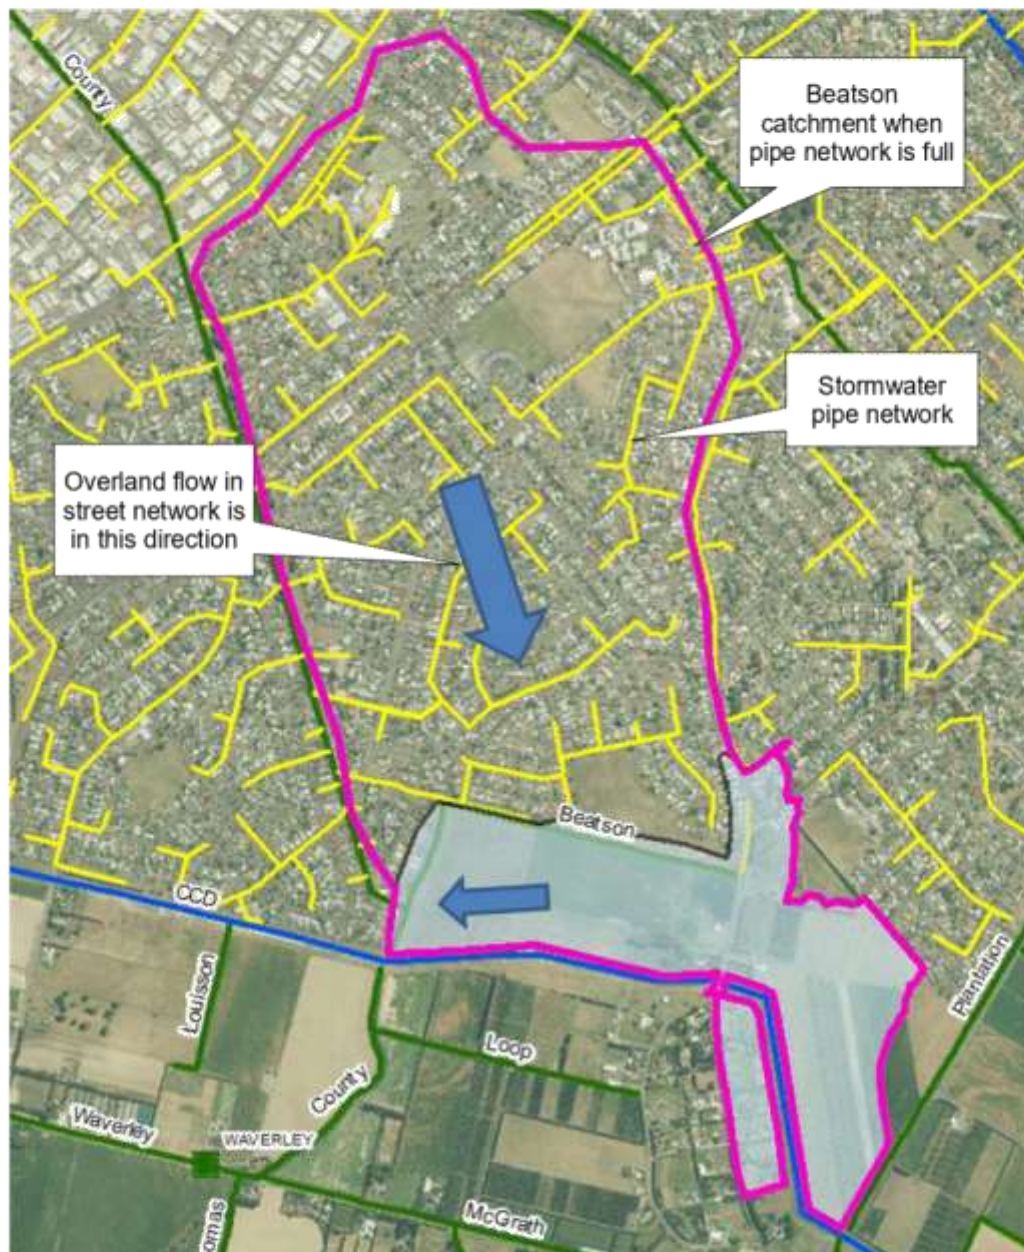 County
Beatson
catchment when
pipe network is full
Stormwater
pipe network
Overland flow in
street network is
in this direction
Beatson
CCD
Louisson
Plantation
Loop
County
Waverley
WAVERLEY
McGrath
omas